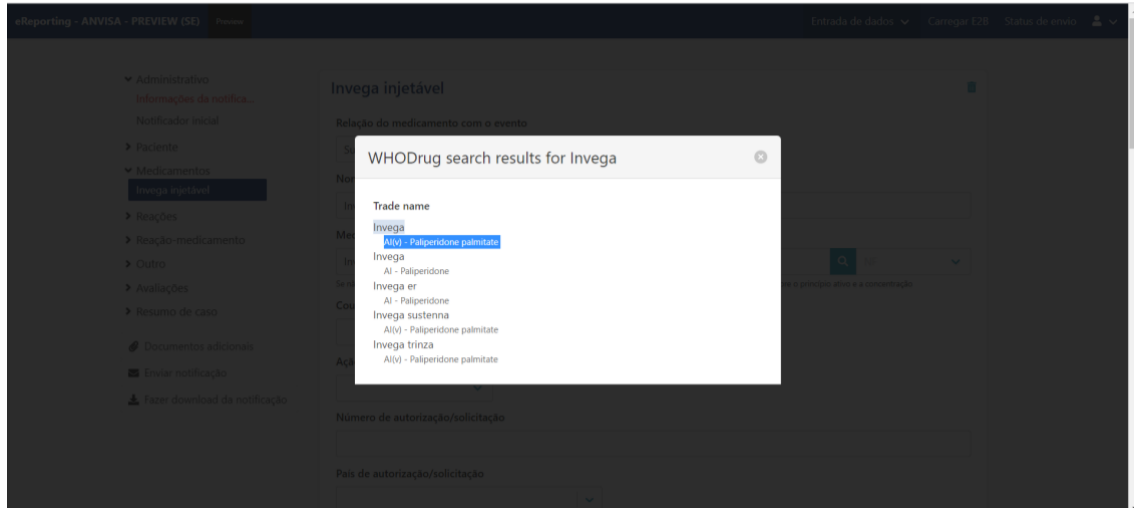 eReporting - ANVISA - PREVIEW (SE) Preview Entrada de dados Carregar E2B Status de envio
Administrativo
Informações da notifica...
Notificador inicial
Paciente
Medicamentos
Invega injetável
Reações
Reação-medicamento
Outro
Avaliações
Resumo de caso
Documentos adicionais
Enviar notificação
Fazer download da notificação
Invega injetável
Relação do medicamento com o evento
WHODrug search results for Invega
Trade name
Invega
AI(v) - Paliperidone palmitate
Invega
AI - Paliperidone
Invega er
AI - Paliperidone
Invega sustenna
AI(v) - Paliperidone palmitate
Invega trinza
AI(v) - Paliperidone palmitate
o princípio ativo e a concentração
Número de autorização/solicitação
País de autorização/solicitação